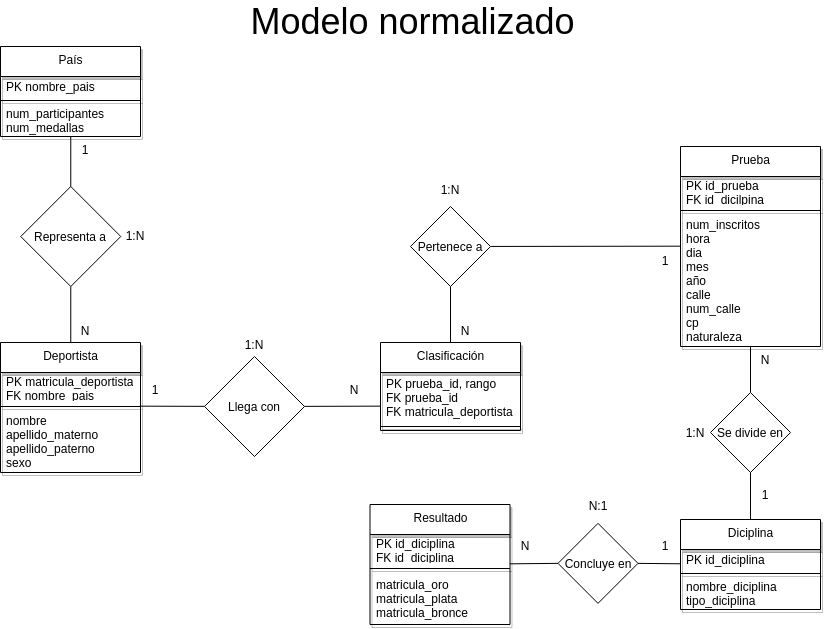 Modelo normalizado
País
PK nombre_pais
num_participantes
num_medallas
1
Representa a
1:N
N
Deportista
PK matricula_deportista
FK nombre_pais
nombre
apellido_materno
apellido_paterno
sexo
1
1:N
Llega con
N
Clasificación
PK prueba_id, rango
FK prueba_id
FK matricula_deportista
N
1:N
Pertenece a
1
Prueba
PK id_prueba
FK id_dicilpina
num_inscritos
hora
dia
mes
año
calle
num_calle
cp
naturaleza
N
1:N
Se divide en
1
Diciplina
PK id_diciplina
nombre_diciplina
tipo_diciplina
1
N:1
Concluye en
N
Resultado
PK id_diciplina
FK id_diciplina
matricula_oro
matricula_plata
matricula_bronce